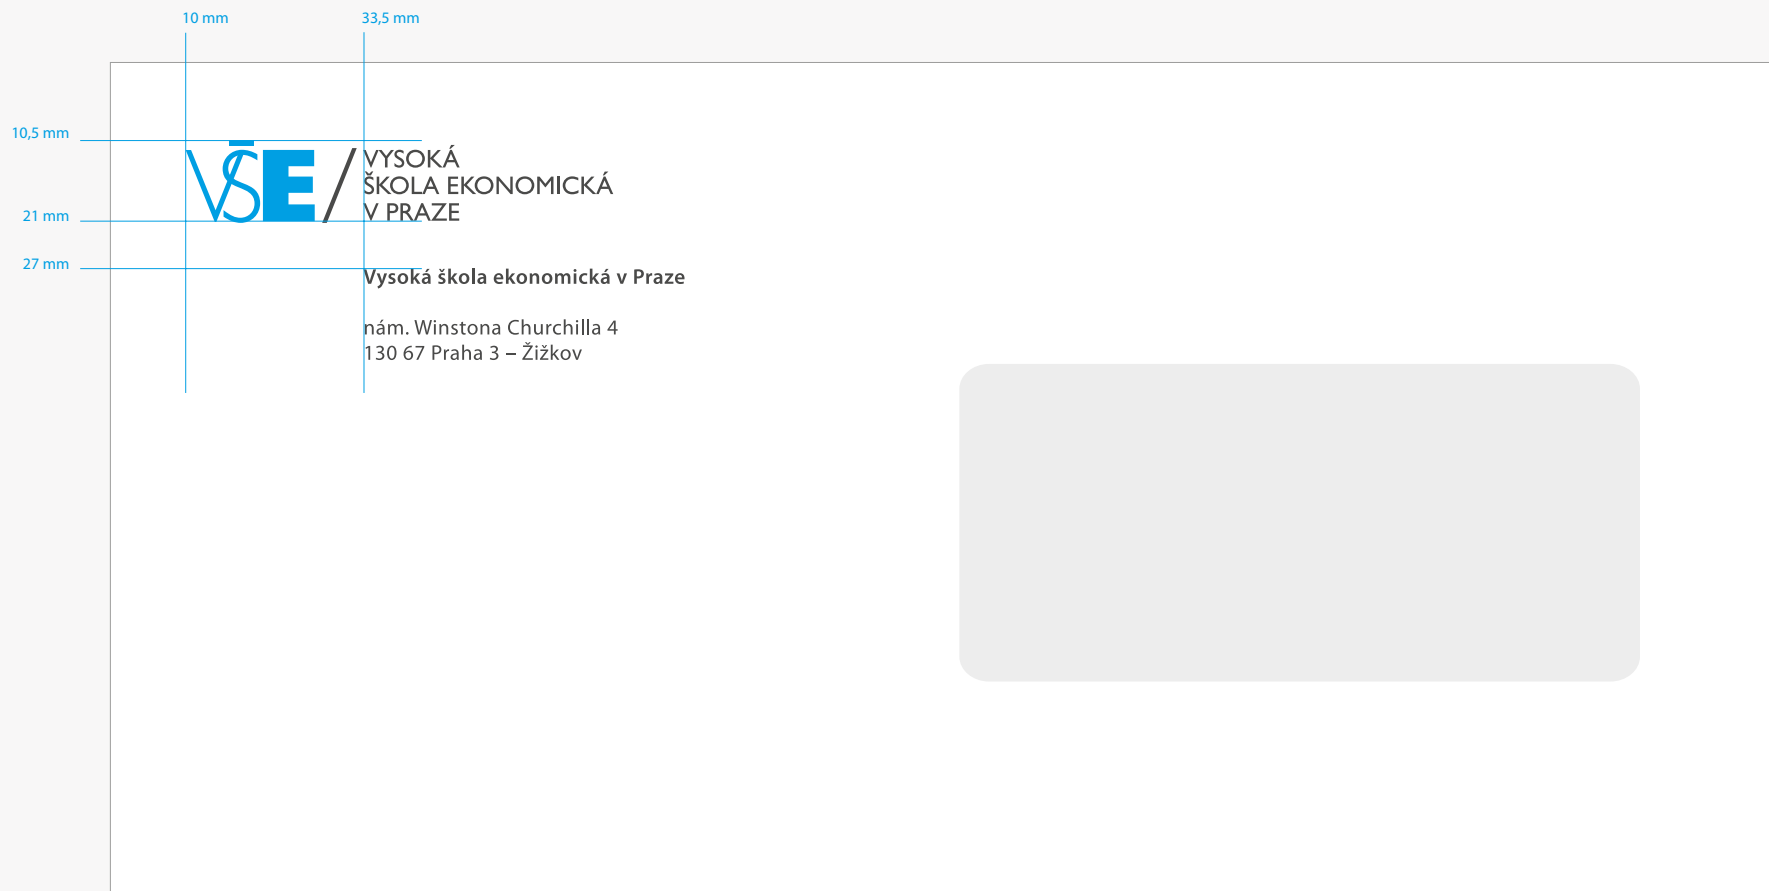 10 mm
33,5 mm
10,5 mm
VŠE / VYSOKÁ
ŠKOLA EKONOMICKÁ
V PRAZE
21 mm
27 mm
Vysoká škola ekonomická v Praze
nám. Winstona Churchilla 4
130 67 Praha 3 – Žižkov